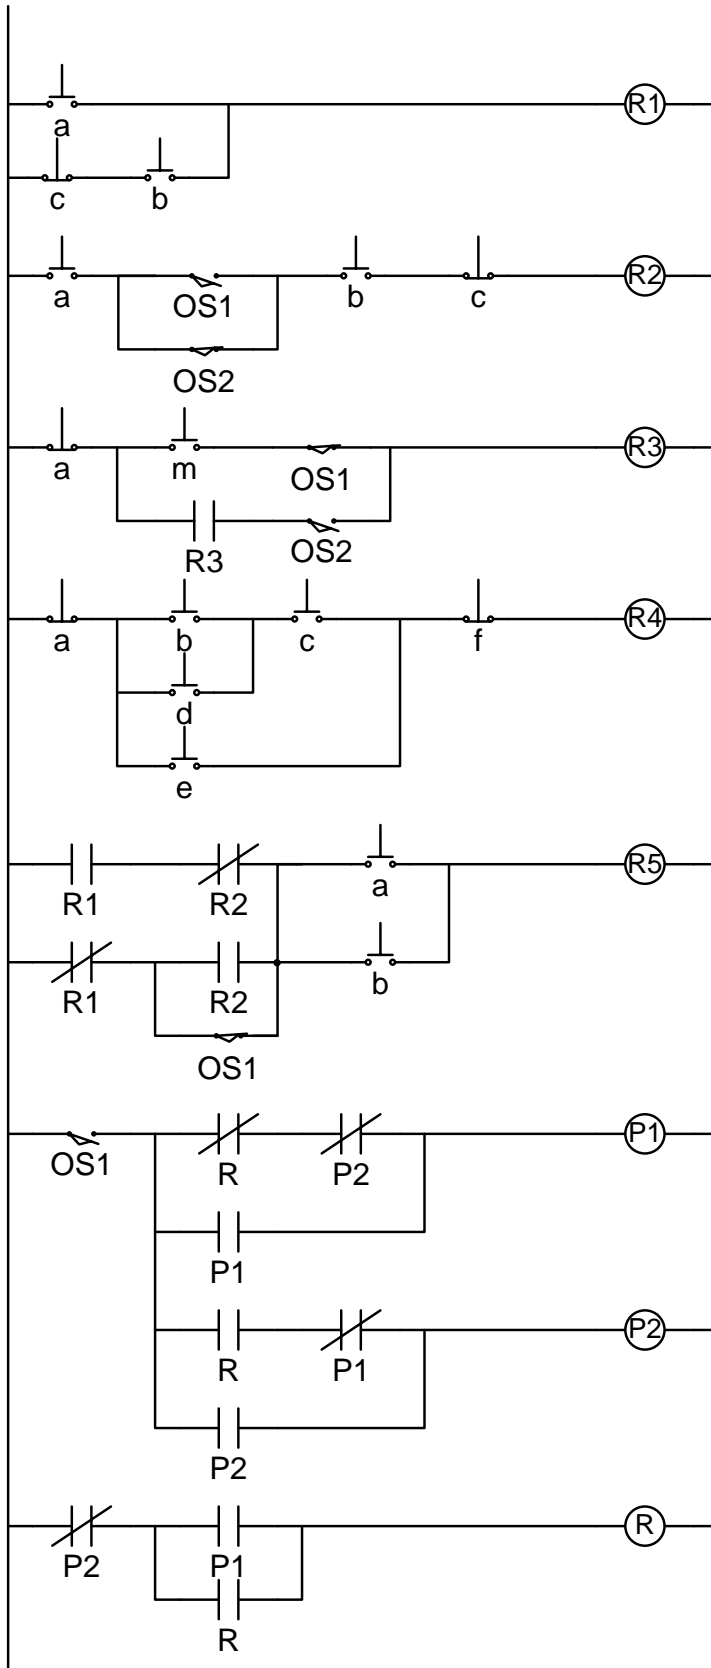 R1
a
c b
R2
a OS1 b c
OS2
R3
a m OS1
R3 OS2
R4
a b c f
d
e
R5
R1 R2 a
R1 R2 b
OS1
P1
OS1 R P2
P1
P2
R P1
P2
R
P2 P1
R